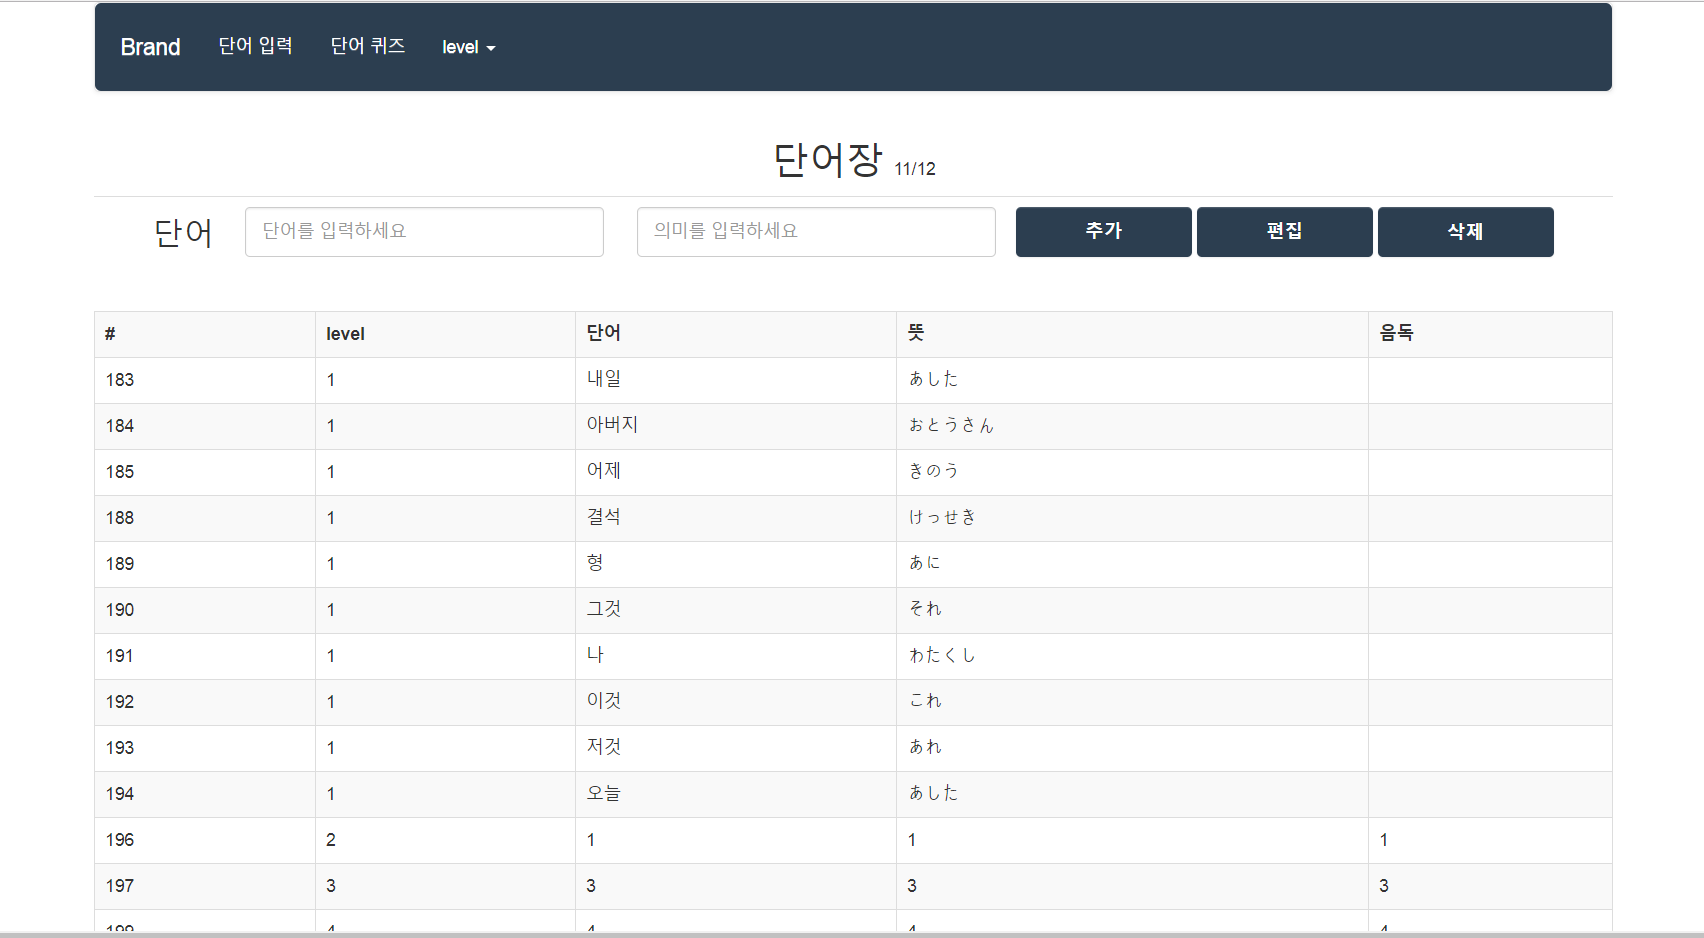 Brand 단어 입력 단어 퀴즈 level
단어장 11/12
단어 단어를 입력하세요 의미를 입력하세요 추가 편집 삭제
# level 단어 뜻 음독
183 1 내일 あした
184 1 아버지 おとうさん
185 1 어제 きのう
188 1 결석 けっせき
189 1 형 あに
190 1 그것 それ
191 1 나 わたくし
192 1 이것 これ
193 1 저것 あれ
194 1 오늘 あした
196 2 1 1 1
197 3 3 3 3